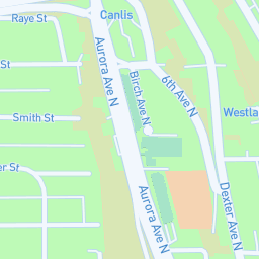 Canlis
Raye St
Aurora Ave N
Birch Ave N
6th Ave N
St
Smith St
Westla
er St
Aurora Ave N
Dexter Ave N